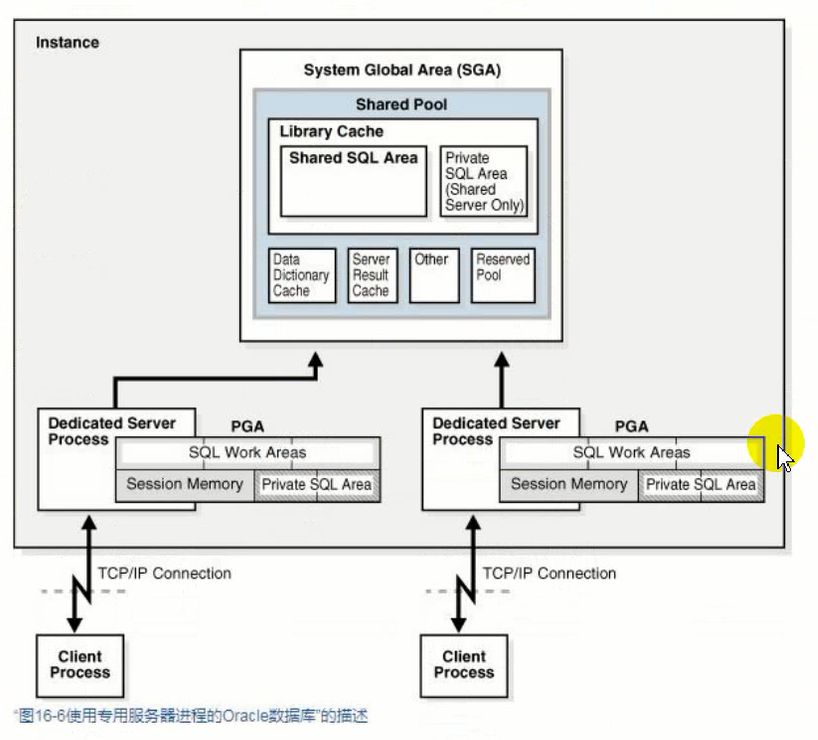 Instance
System Global Area (SGA)
Shared Pool
Library Cache
Shared SQL Area
Private
SQL Area
(Shared
Server Only)
Data
Dictionary
Cache
Server
Result
Cache
Other
Reserved
Pool
Dedicated Server
Process
PGA
SQL Work Areas
Session Memory
Private SQL Area
Dedicated Server
Process
PGA
SQL Work Areas
Session Memory
Private SQL Area
TCP/IP Connection
TCP/IP Connection
Client
Process
Client
Process
“图16-6使用专用服务器进程的Oracle数据库”的描述